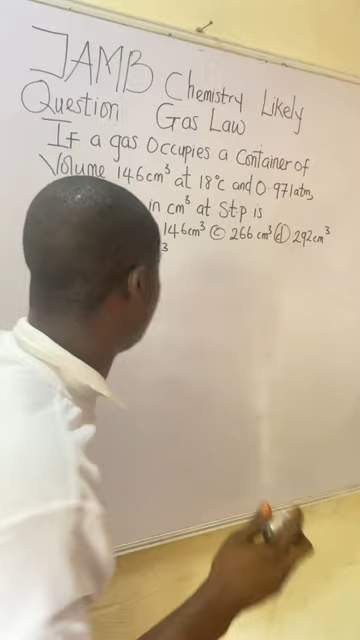 JAMB Chemistry Likely
Question Gas Law
If a gas Occupies a Container of
Volume 146cm³ at 18°c and 0.971atm,
in cm³ at S.t.p is
146cm³ Ⓒ 266 cm³ ⓓ 292cm³
³